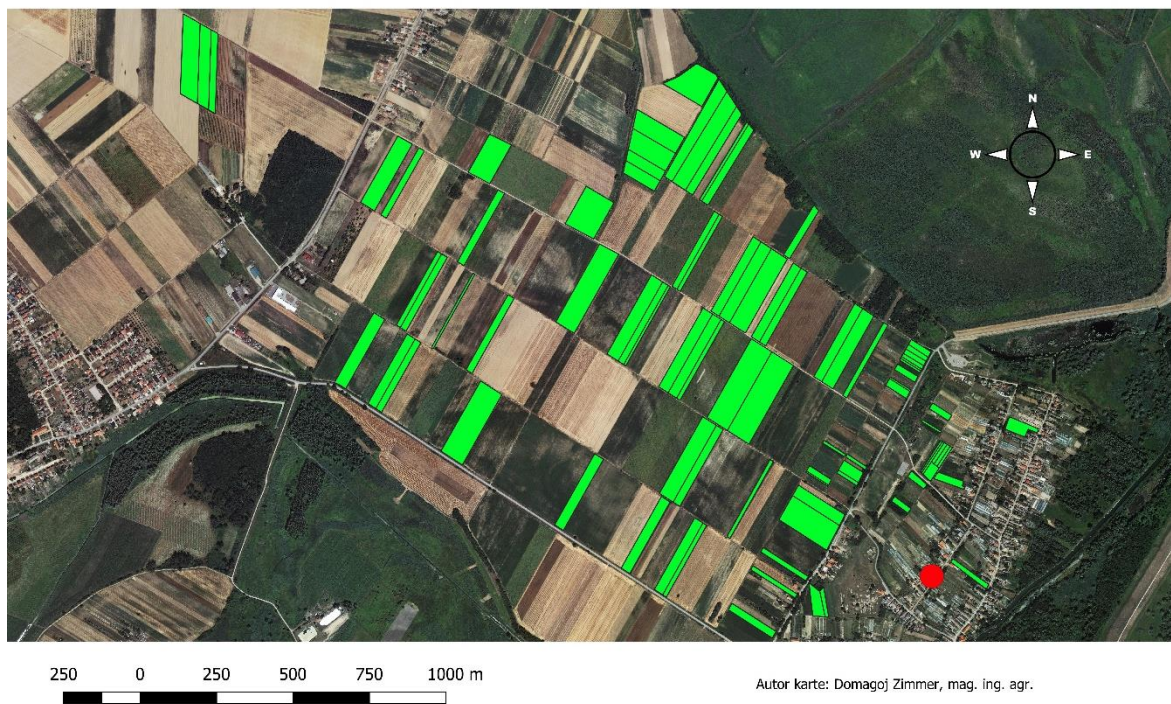 N
W E
S
250 0 250 500 750 1000 m
Autor karte: Domagoj Zimmer, mag. ing. agr.